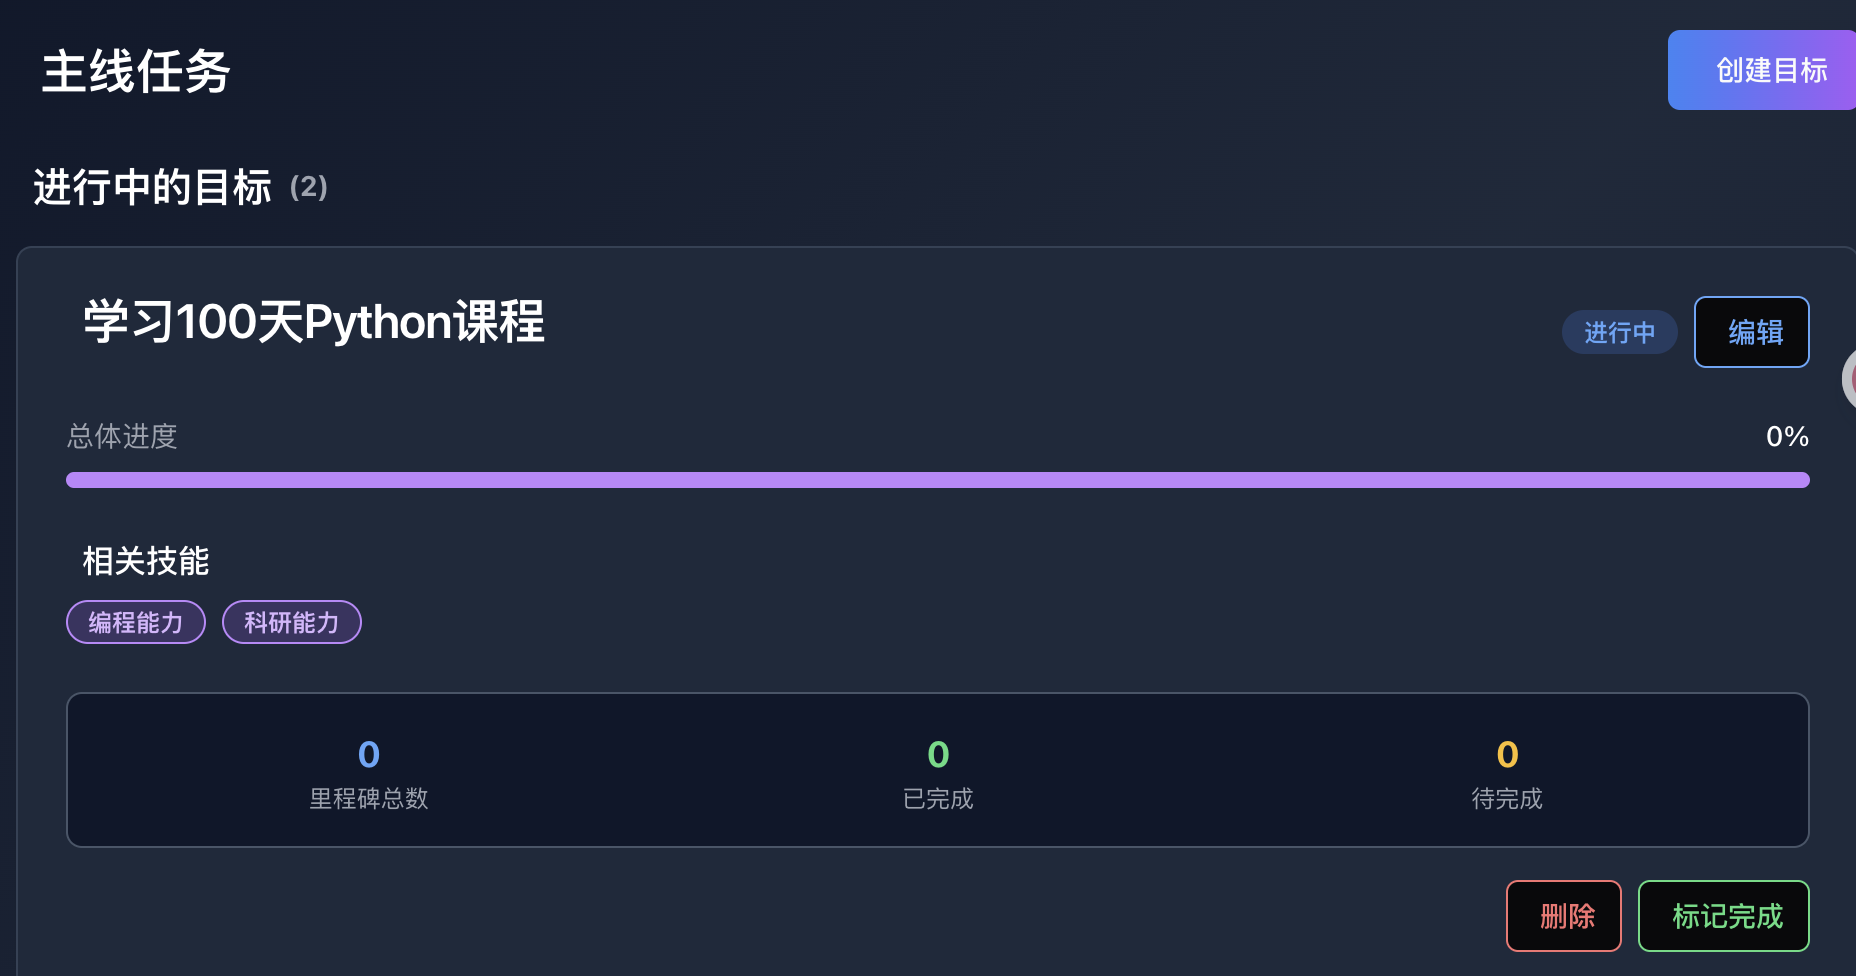 主线任务
创建目标
进行中的目标 (2)
学习100天Python课程
进行中
编辑
总体进度
0%
相关技能
编程能力
科研能力
0
里程碑总数
0
已完成
0
待完成
删除
标记完成